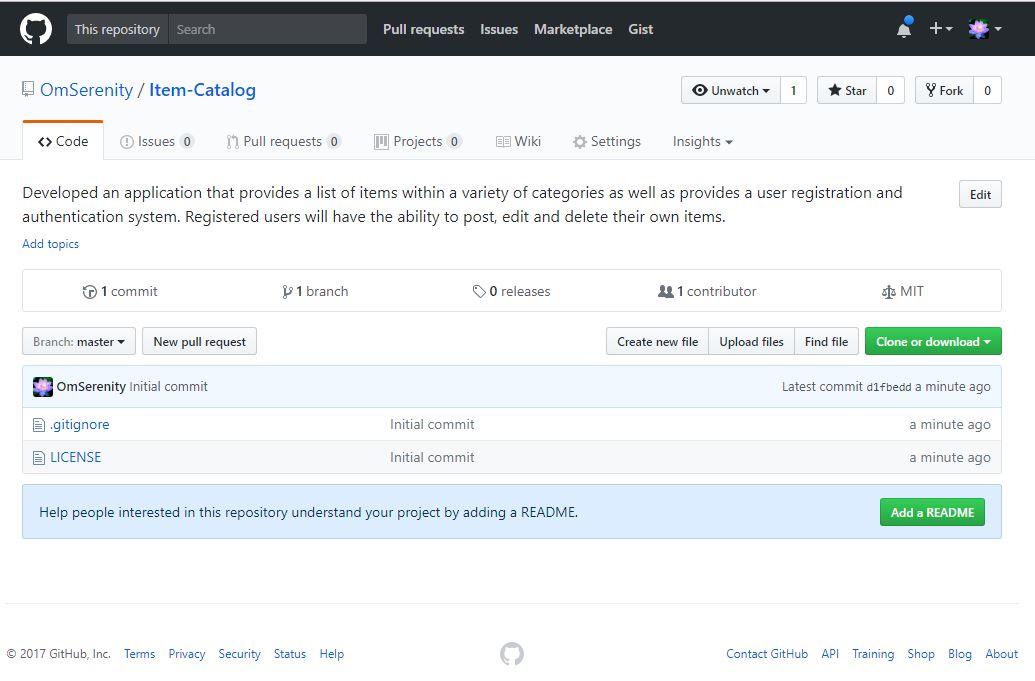 This repository Search Pull requests Issues Marketplace Gist
OmSerenity / Item-Catalog Unwatch 1 Star 0 Fork 0
Code Issues 0 Pull requests 0 Projects 0 Wiki Settings Insights
Developed an application that provides a list of items within a variety of categories as well as provides a user registration and
authentication system. Registered users will have the ability to post, edit and delete their own items.
Edit
Add topics
1 commit 1 branch 0 releases 1 contributor MIT
Branch: master New pull request Create new file Upload files Find file Clone or download
OmSerenity Initial commit Latest commit d1fbedd a minute ago
.gitignore Initial commit a minute ago
LICENSE Initial commit a minute ago
Help people interested in this repository understand your project by adding a README. Add a README
© 2017 GitHub, Inc. Terms Privacy Security Status Help Contact GitHub API Training Shop Blog About